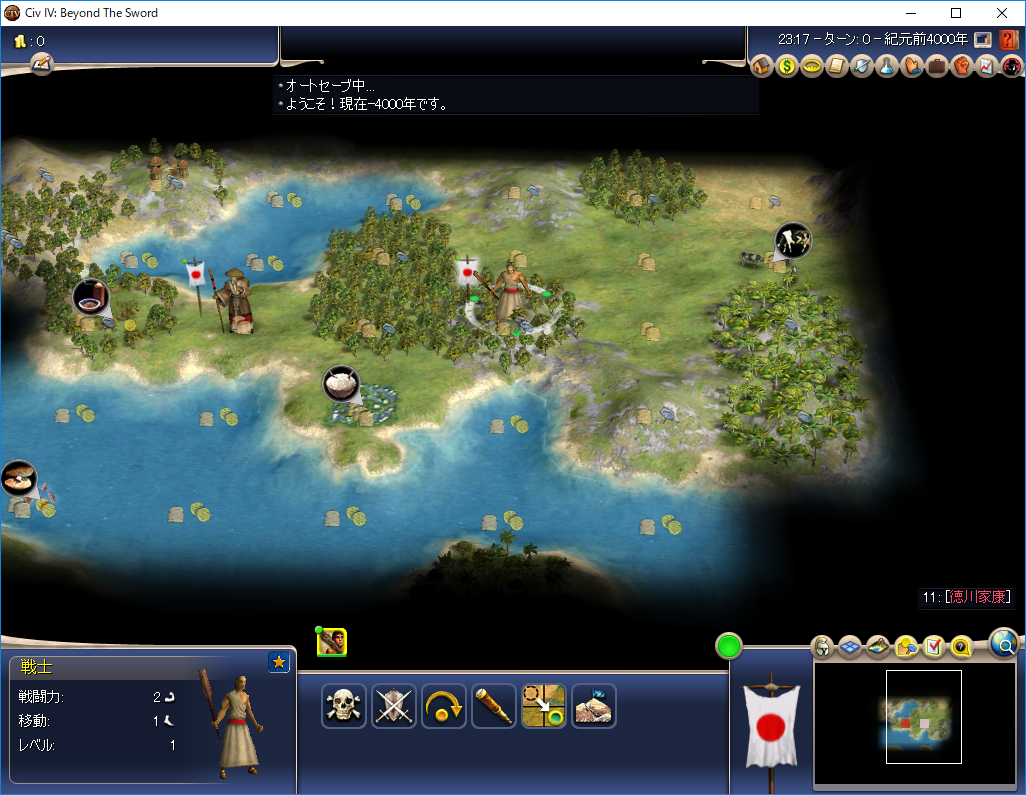 Civ IV: Beyond The Sword
: 0
23:17 - ターン: 0 - 紀元前4000年
•オートセーブ中...
•ようこそ！現在-4000年です。
11: [徳川家康]
戦士
戦闘力: 2
移動: 1
レベル: 1